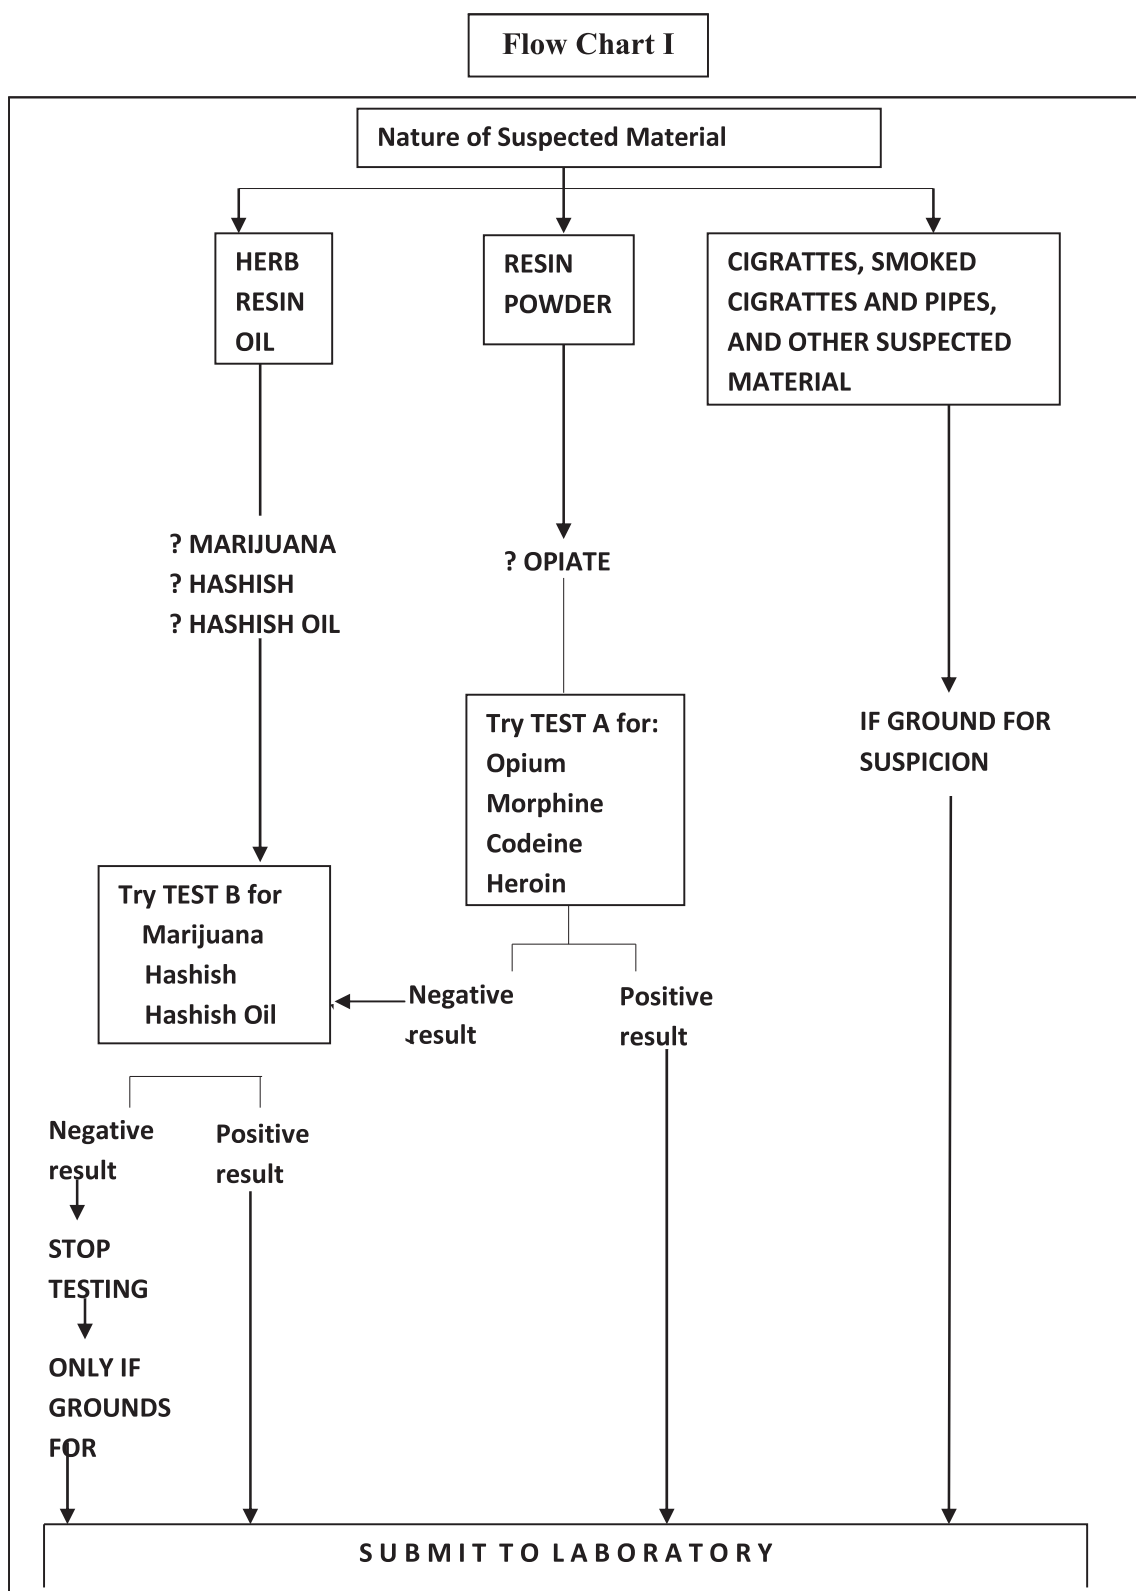 Flow Chart I
Nature of Suspected Material
HERB
RESIN
OIL
RESIN
POWDER
CIGRATTES, SMOKED
CIGRATTES AND PIPES,
AND OTHER SUSPECTED
MATERIAL
? MARIJUANA
? HASHISH
? HASHISH OIL
? OPIATE
IF GROUND FOR
SUSPICION
Try TEST A for:
Opium
Morphine
Codeine
Heroin
Try TEST B for
Marijuana
Hashish
Hashish Oil
Negative
result
Positive
result
Negative
result
Positive
result
STOP
TESTING
ONLY IF
GROUNDS
FOR
SUBMIT TO LABORATORY